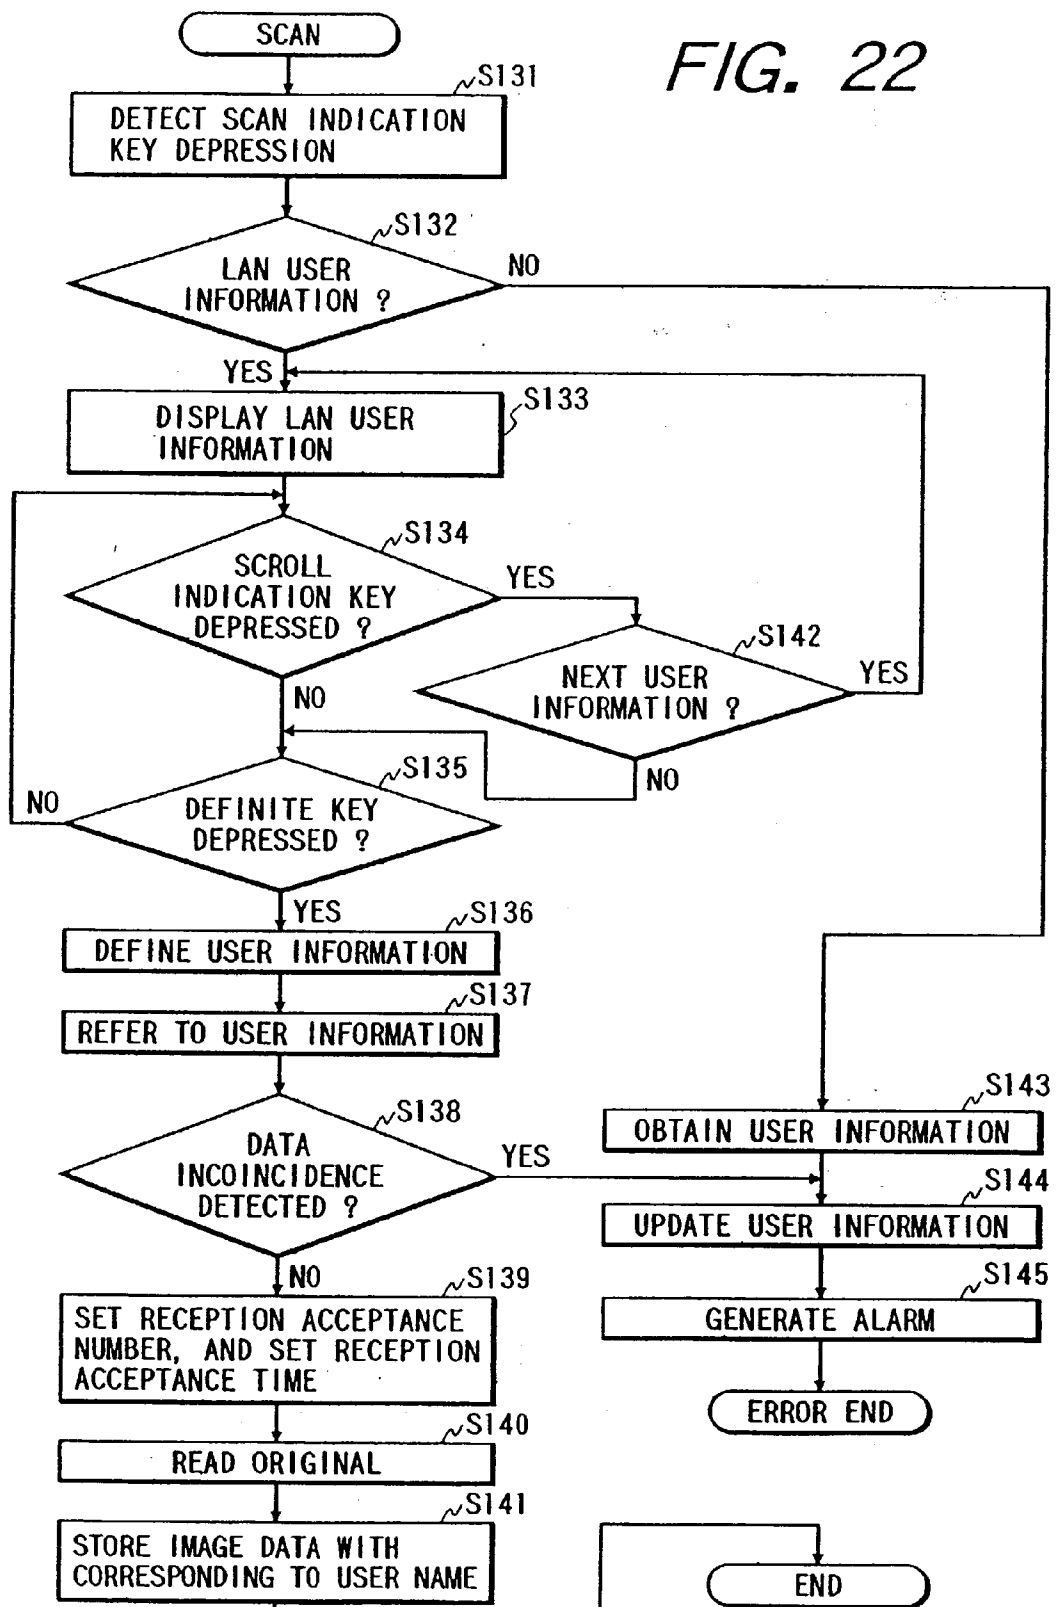 SCAN
FIG. 22
S131
DETECT SCAN INDICATION
KEY DEPRESSION
S132
LAN USER
INFORMATION ?
NO
YES
S133
DISPLAY LAN USER
INFORMATION
S134
SCROLL
INDICATION KEY
DEPRESSED ?
YES
S142
NEXT USER
INFORMATION ?
YES
NO
NO
S135
DEFINITE KEY
DEPRESSED ?
NO
YES
S136
DEFINE USER INFORMATION
S137
REFER TO USER INFORMATION
S138
DATA
INCOINCIDENCE
DETECTED ?
YES
S143
OBTAIN USER INFORMATION
S144
UPDATE USER INFORMATION
S145
GENERATE ALARM
ERROR END
NO
S139
SET RECEPTION ACCEPTANCE
NUMBER, AND SET RECEPTION
ACCEPTANCE TIME
S140
READ ORIGINAL
S141
STORE IMAGE DATA WITH
CORRESPONDING TO USER NAME
END